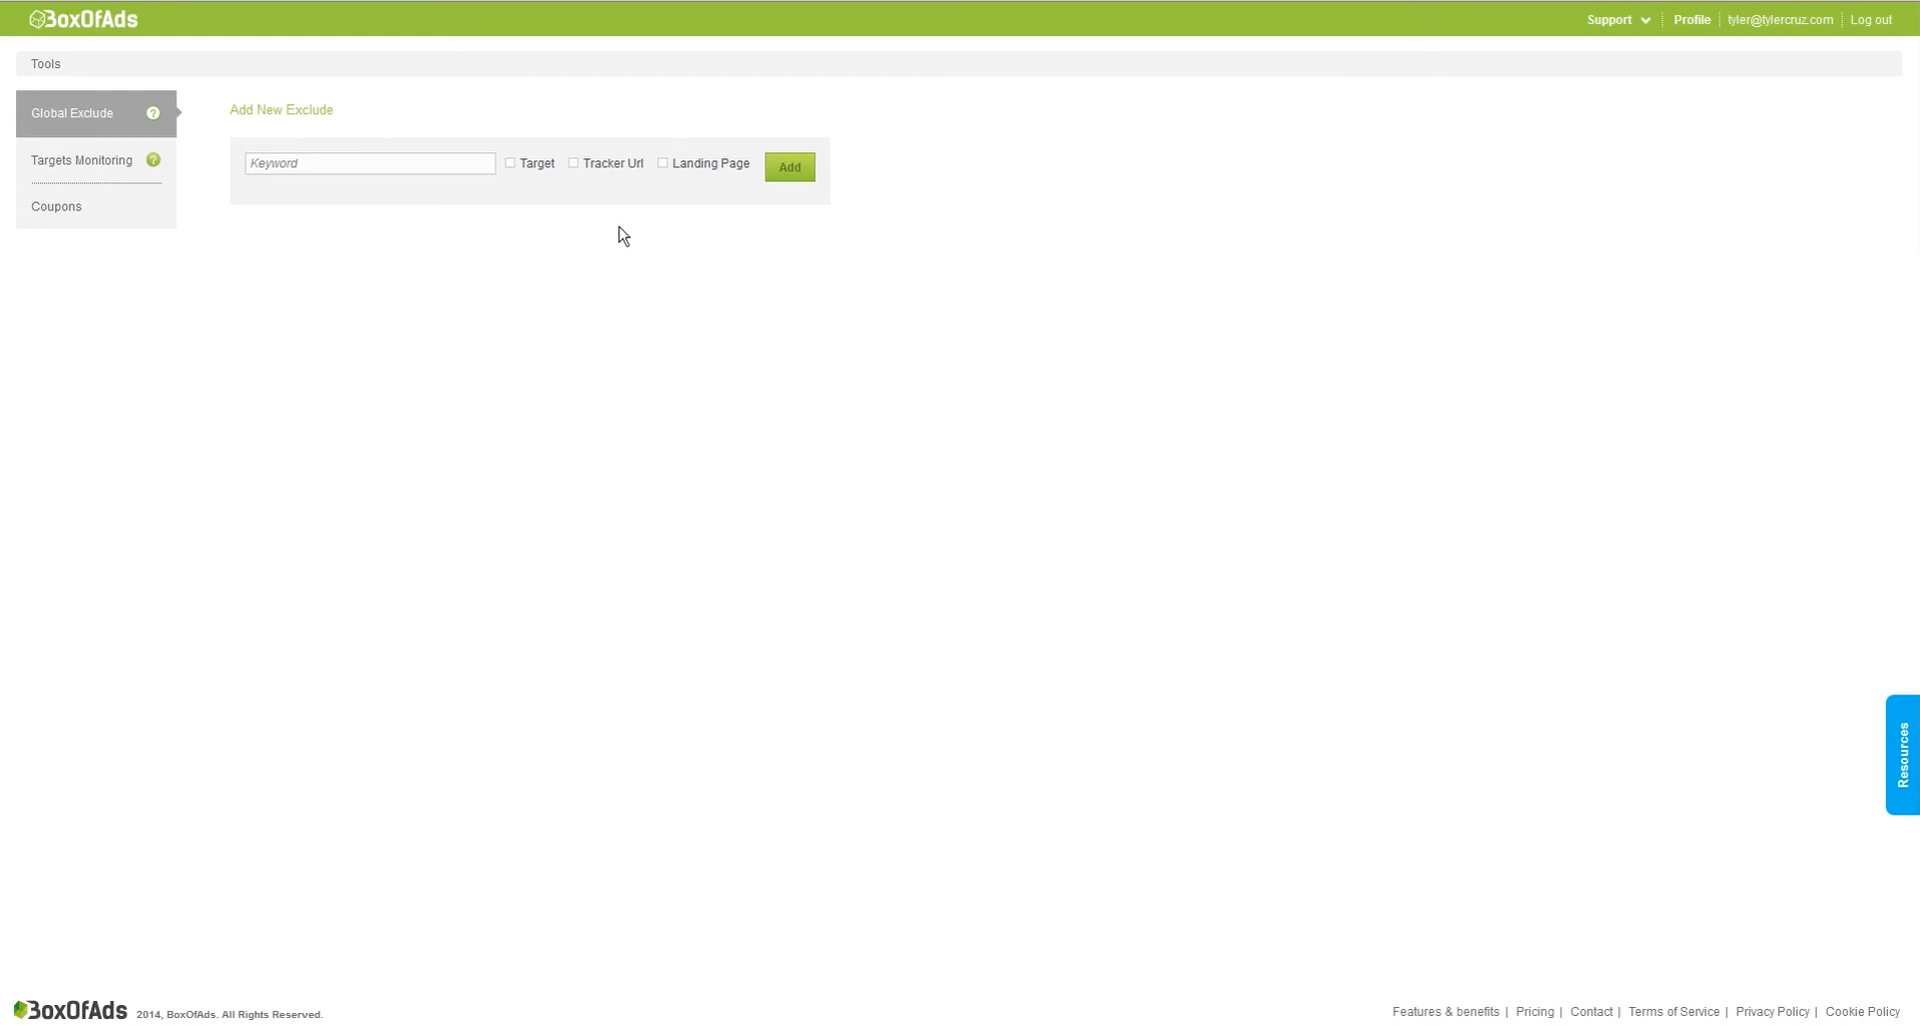 BoxOfAds
Support | Profile | tyler@tylercruz.com | Log out
Tools
Global Exclude ?
Targets Monitoring ?
Coupons
Add New Exclude
Keyword Target Tracker Url Landing Page Add
Resources
BoxOfAds 2014, BoxOfAds. All Rights Reserved.
Features & benefits | Pricing | Contact | Terms of Service | Privacy Policy | Cookie Policy